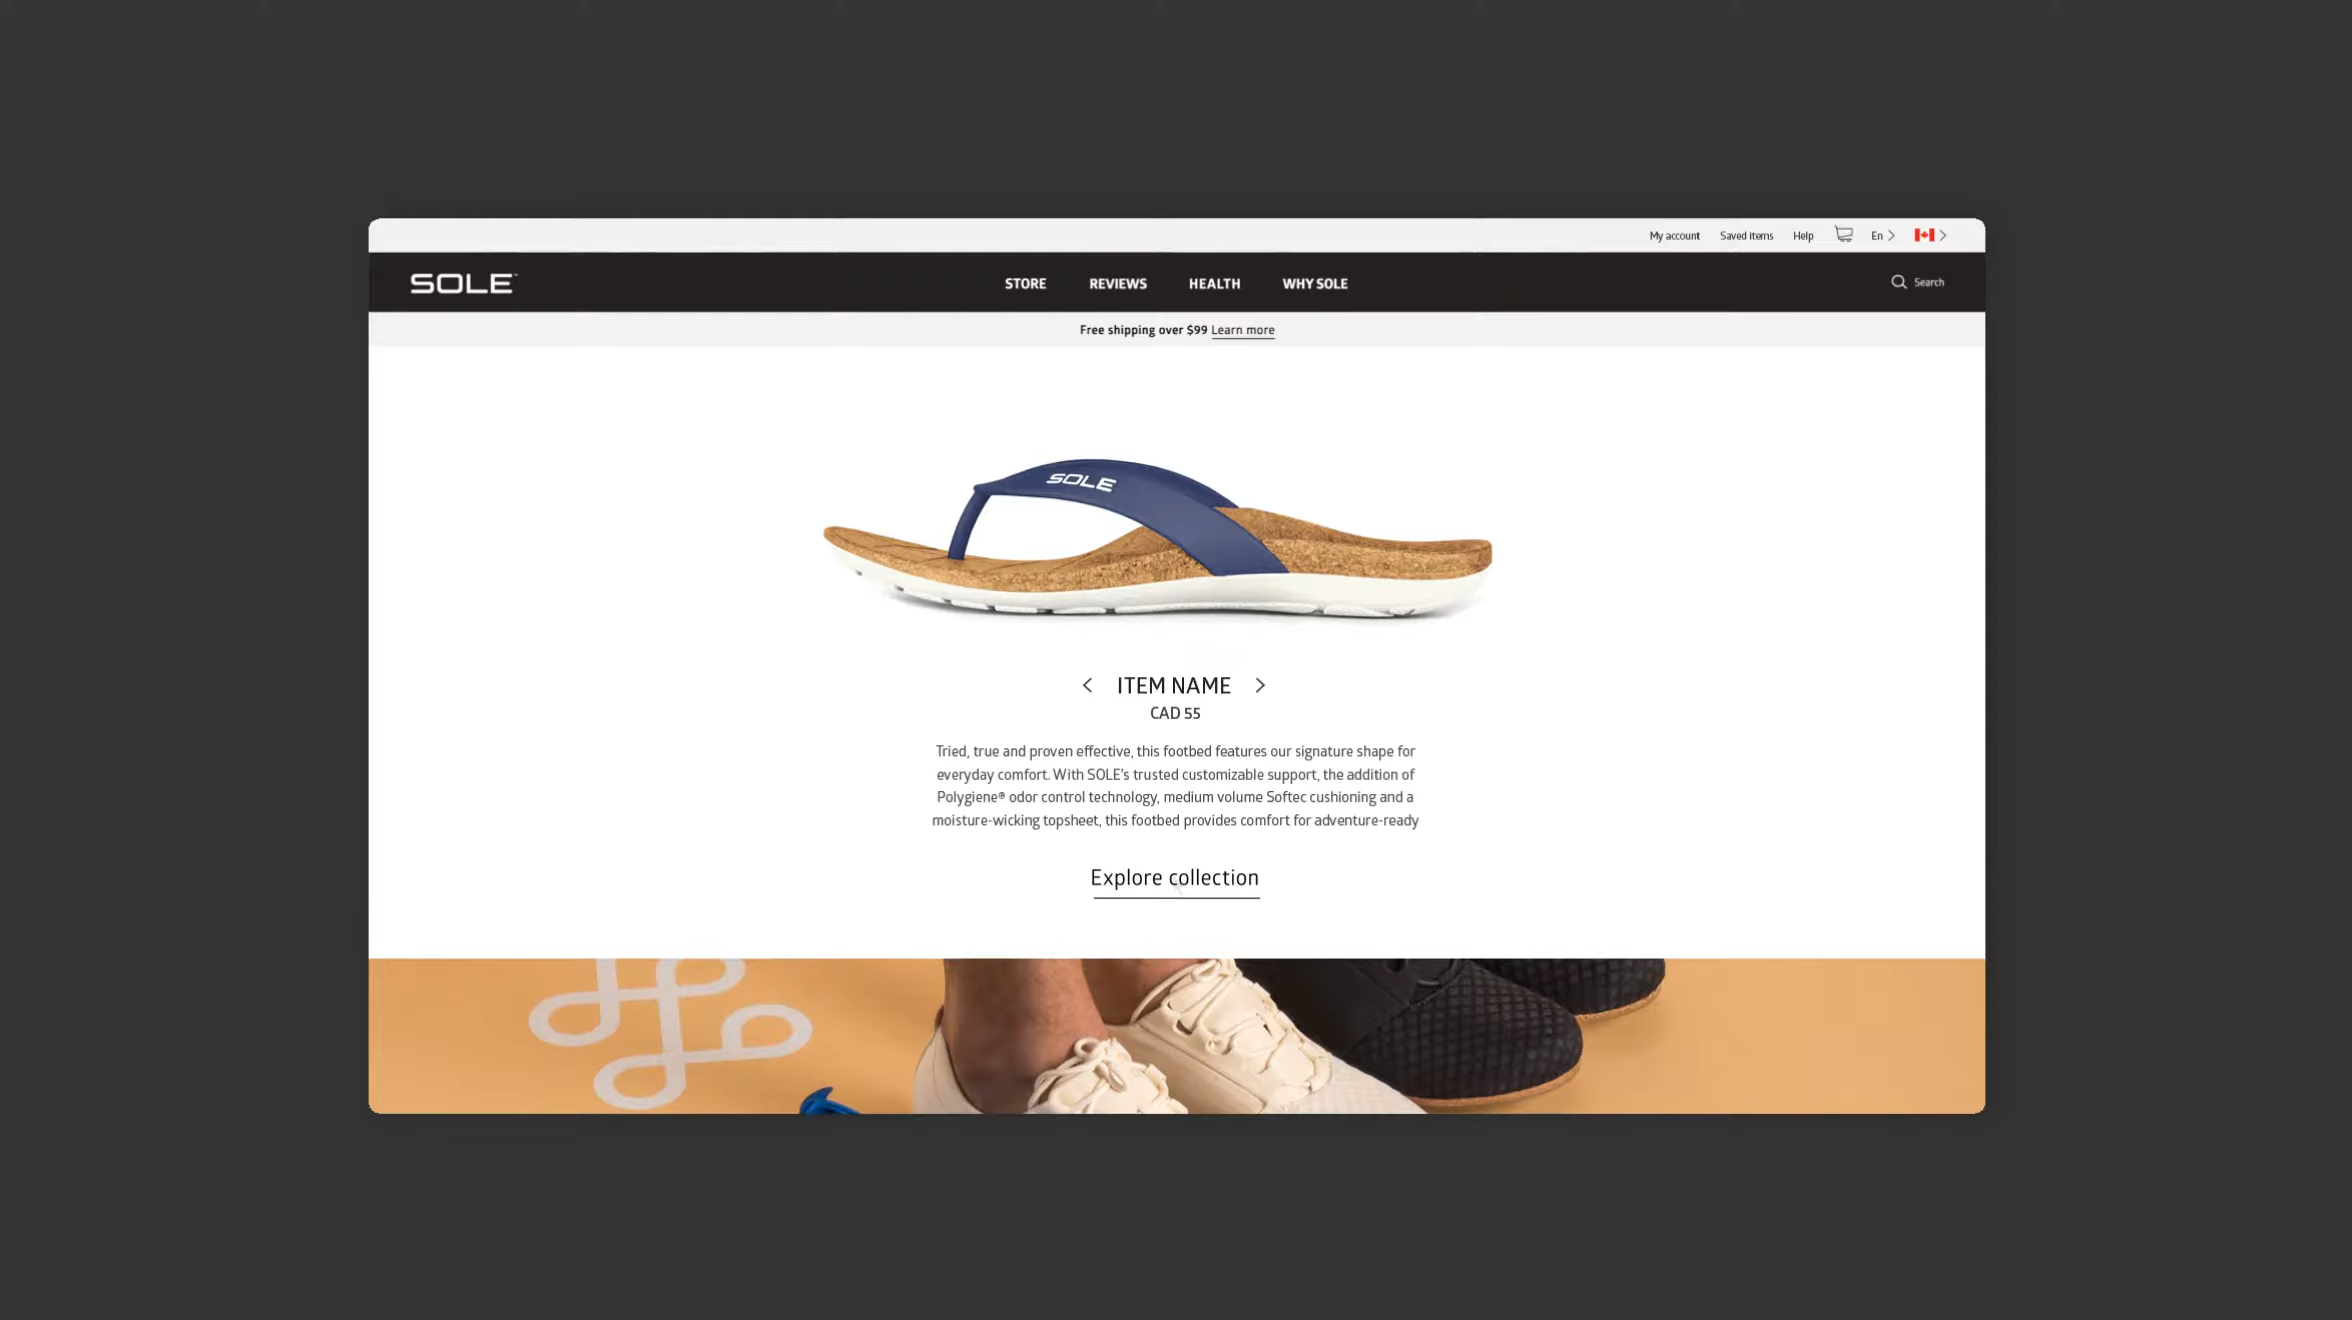 My account Saved items Help En
SOLE™ STORE REVIEWS HEALTH WHY SOLE Search
Free shipping over $99 Learn more
SOLE
ITEM NAME
CAD 55
Tried, true and proven effective, this footbed features our signature shape for
everyday comfort. With SOLE's trusted customizable support, the addition of
Polygiene® odor control technology, medium volume Softec cushioning and a
moisture-wicking topsheet, this footbed provides comfort for adventure-ready
Explore collection